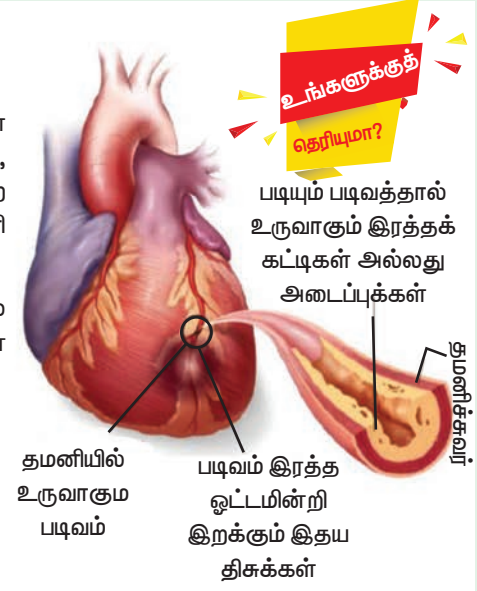 உங்களுக்குத்
தெரியுமா?
படியும் படிவத்தால்
உருவாகும் இரத்தக்
கட்டிகள் அல்லது
அடைப்புக்கள்
தமனிச்சுவர்
தமனியில்
உருவாகும
படிவம்
படிவம் இரத்த
ஓட்டமின்றி
இறக்கும் இதய
திசுக்கள்